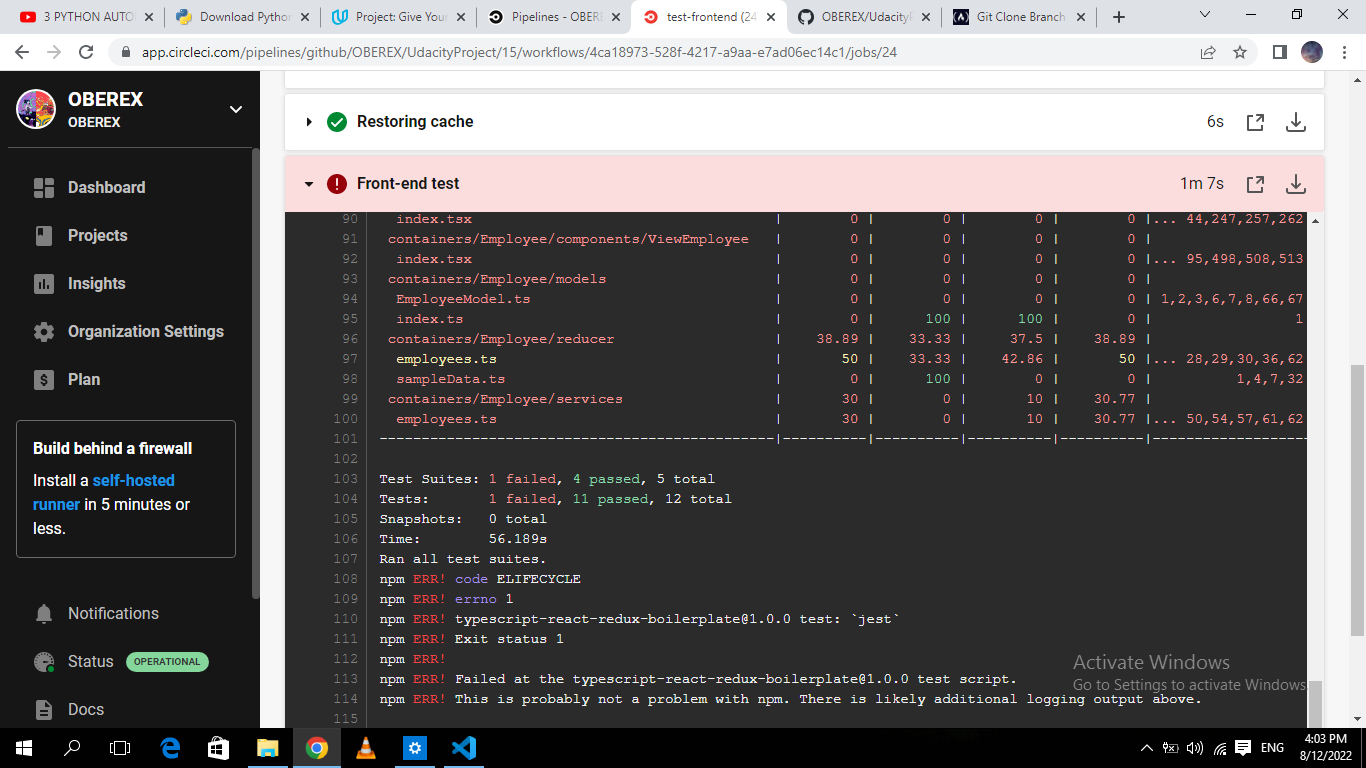 3 PYTHON AUTO
Download Python
Project: Give Your
Pipelines - OBERE
test-frontend (24
OBEREX/UdacityP
Git Clone Branch
app.circleci.com/pipelines/github/OBEREX/UdacityProject/15/workflows/4ca18973-528f-4217-a9aa-e7ad06ec14c1/jobs/24
OBEREX
OBEREX
Dashboard
Projects
Insights
Organization Settings
Plan
Build behind a firewall
Install a self-hosted
runner in 5 minutes or
less.
Notifications
Status OPERATIONAL
Docs
Restoring cache 6s
Front-end test 1m 7s
90 index.tsx | 0 | 0 | 0 | 0 |... 44,247,257,262
91 containers/Employee/components/ViewEmployee | 0 | 0 | 0 | 0 |
92 index.tsx | 0 | 0 | 0 | 0 |... 95,498,508,513
93 containers/Employee/models | 0 | 0 | 0 | 0 |
94 EmployeeModel.ts | 0 | 0 | 0 | 0 | 1,2,3,6,7,8,66,67
95 index.ts | 0 | 100 | 100 | 0 | 1
96 containers/Employee/reducer | 38.89 | 33.33 | 37.5 | 38.89 |
97 employees.ts | 50 | 33.33 | 42.86 | 50 |... 28,29,30,36,62
98 sampleData.ts | 0 | 100 | 0 | 0 | 1,4,7,32
99 containers/Employee/services | 30 | 0 | 10 | 30.77 |
100 employees.ts | 30 | 0 | 10 | 30.77 |... 50,54,57,61,62
101 -----------------------------------------------|----------|----------|----------|----------|-------------------
102
103 Test Suites: 1 failed, 4 passed, 5 total
104 Tests: 1 failed, 11 passed, 12 total
105 Snapshots: 0 total
106 Time: 56.189s
107 Ran all test suites.
108 npm ERR! code ELIFECYCLE
109 npm ERR! errno 1
110 npm ERR! typescript-react-redux-boilerplate@1.0.0 test: `jest`
111 npm ERR! Exit status 1
112 npm ERR!
113 npm ERR! Failed at the typescript-react-redux-boilerplate@1.0.0 test script.
114 npm ERR! This is probably not a problem with npm. There is likely additional logging output above.
115
Activate Windows
Go to Settings to activate Windows.
ENG
4:03 PM
8/12/2022